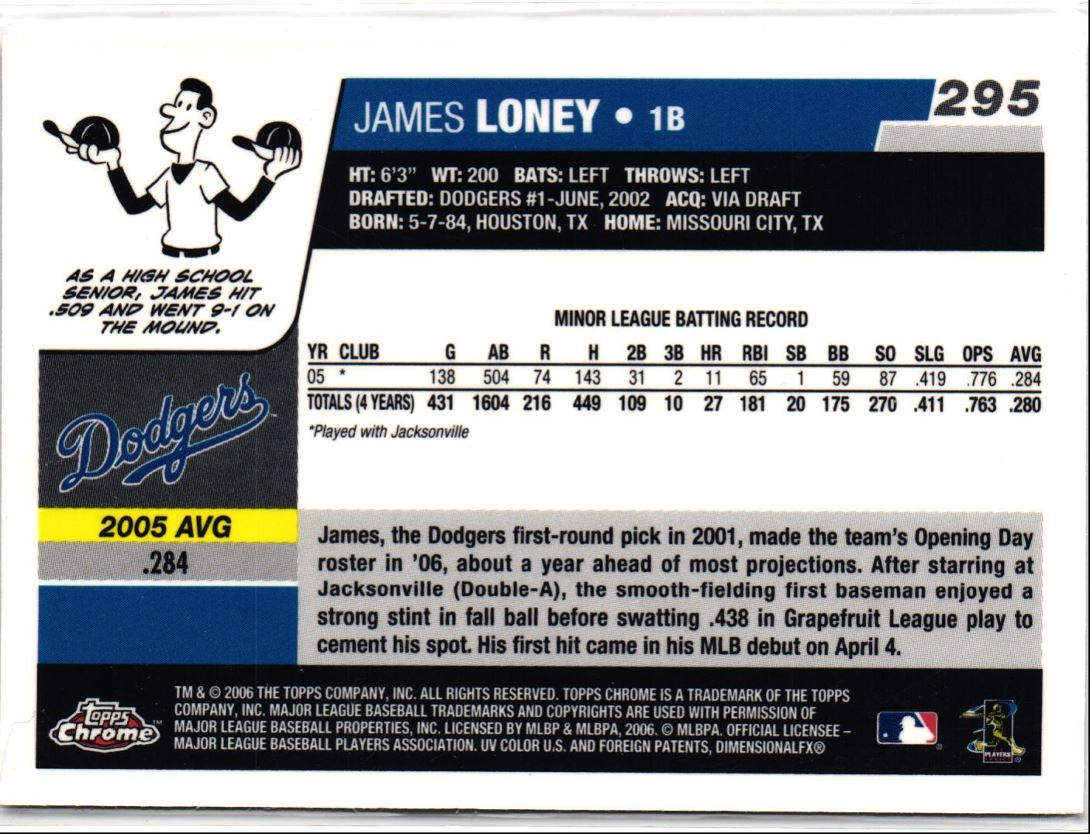 JAMES LONEY • 1B
295
HT: 6'3" WT: 200 BATS: LEFT THROWS: LEFT
DRAFTED: DODGERS #1-JUNE, 2002 ACQ: VIA DRAFT
BORN: 5-7-84, HOUSTON, TX HOME: MISSOURI CITY, TX
AS A HIGH SCHOOL
SENIOR, JAMES HIT
.509 AND WENT 9-1 ON
THE MOUND.
MINOR LEAGUE BATTING RECORD
YR CLUB G AB R H 2B 3B HR RBI SB BB SO SLG OPS AVG
05 * 138 504 74 143 31 2 11 65 1 59 87 .419 .776 .284
TOTALS (4 YEARS) 431 1604 216 449 109 10 27 181 20 175 270 .411 .763 .280
*Played with Jacksonville
Dodgers
2005 AVG
.284
James, the Dodgers first-round pick in 2001, made the team's Opening Day
roster in '06, about a year ahead of most projections. After starring at
Jacksonville (Double-A), the smooth-fielding first baseman enjoyed a
strong stint in fall ball before swatting .438 in Grapefruit League play to
cement his spot. His first hit came in his MLB debut on April 4.
Topps
Chrome™
TM & © 2006 THE TOPPS COMPANY, INC. ALL RIGHTS RESERVED. TOPPS CHROME IS A TRADEMARK OF THE TOPPS
COMPANY, INC. MAJOR LEAGUE BASEBALL TRADEMARKS AND COPYRIGHTS ARE USED WITH PERMISSION OF
MAJOR LEAGUE BASEBALL PROPERTIES, INC. LICENSED BY MLBP & MLBPA, 2006. © MLBPA. OFFICIAL LICENSEE –
MAJOR LEAGUE BASEBALL PLAYERS ASSOCIATION. UV COLOR U.S. AND FOREIGN PATENTS, DIMENSIONALFX®
PLAYERS